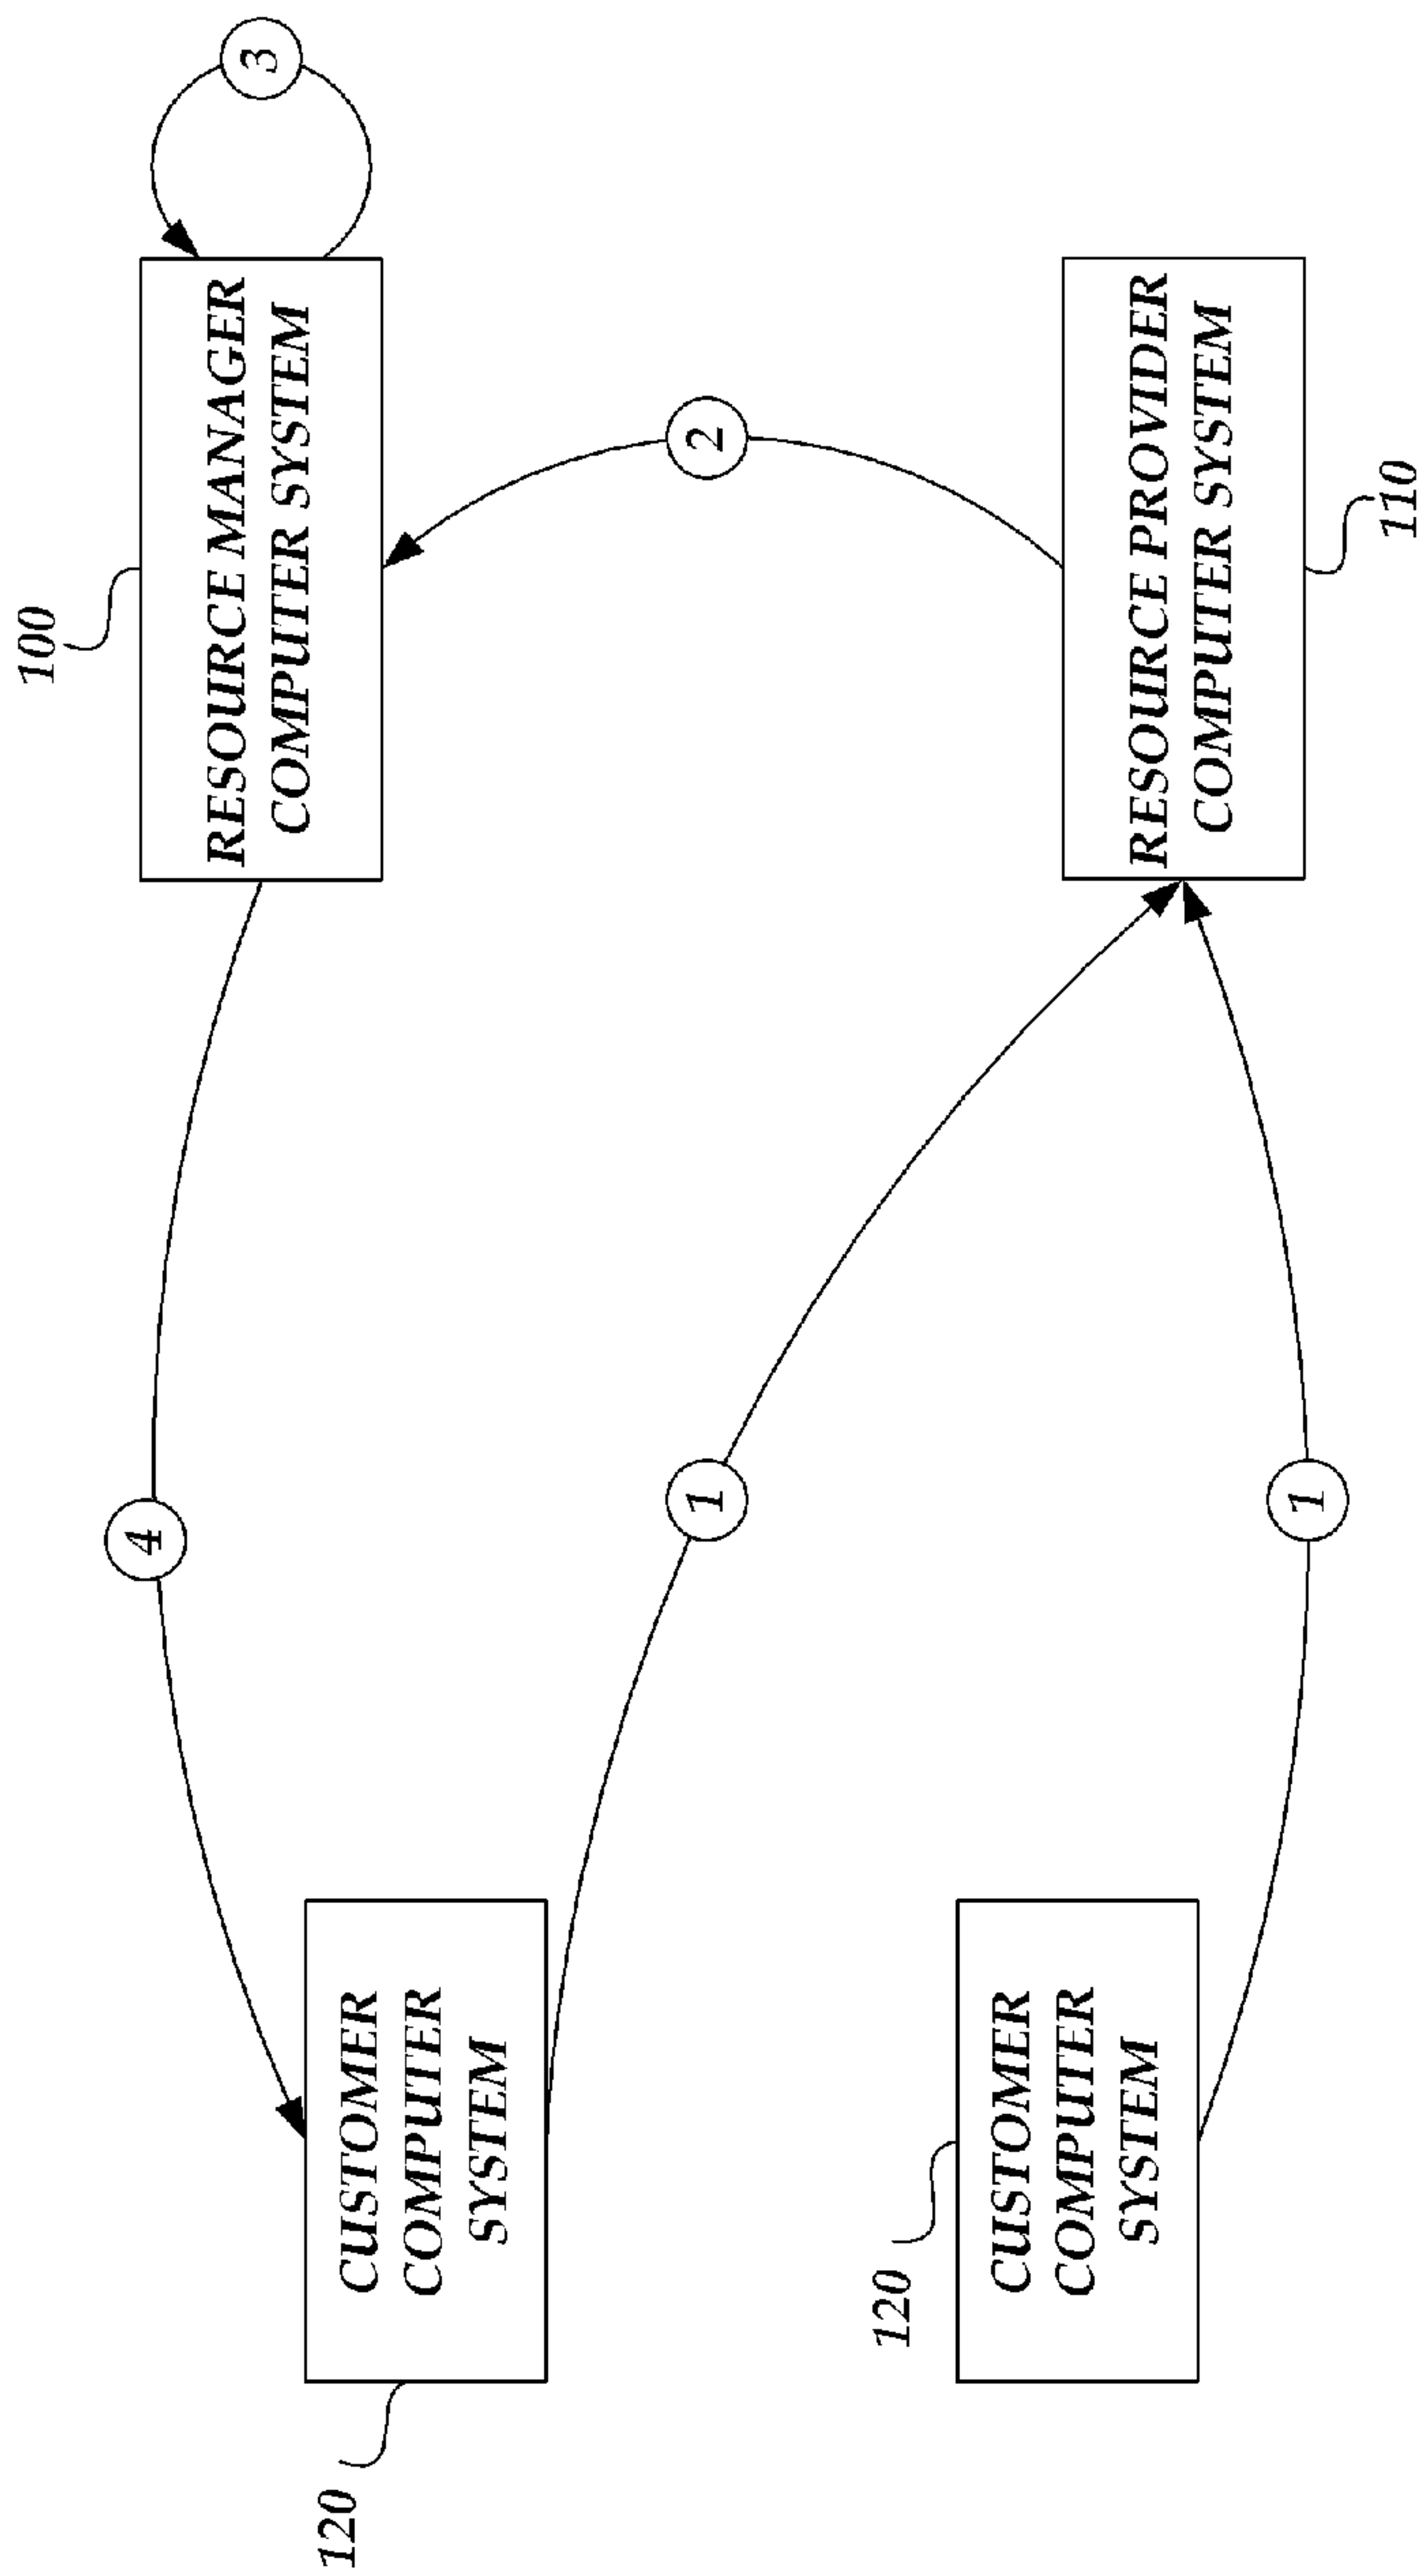 100
4
RESOURCE MANAGER
COMPUTER SYSTEM
3
120
CUSTOMER
COMPUTER
SYSTEM
1
2
120
CUSTOMER
COMPUTER
SYSTEM
RESOURCE PROVIDER
COMPUTER SYSTEM
1
110